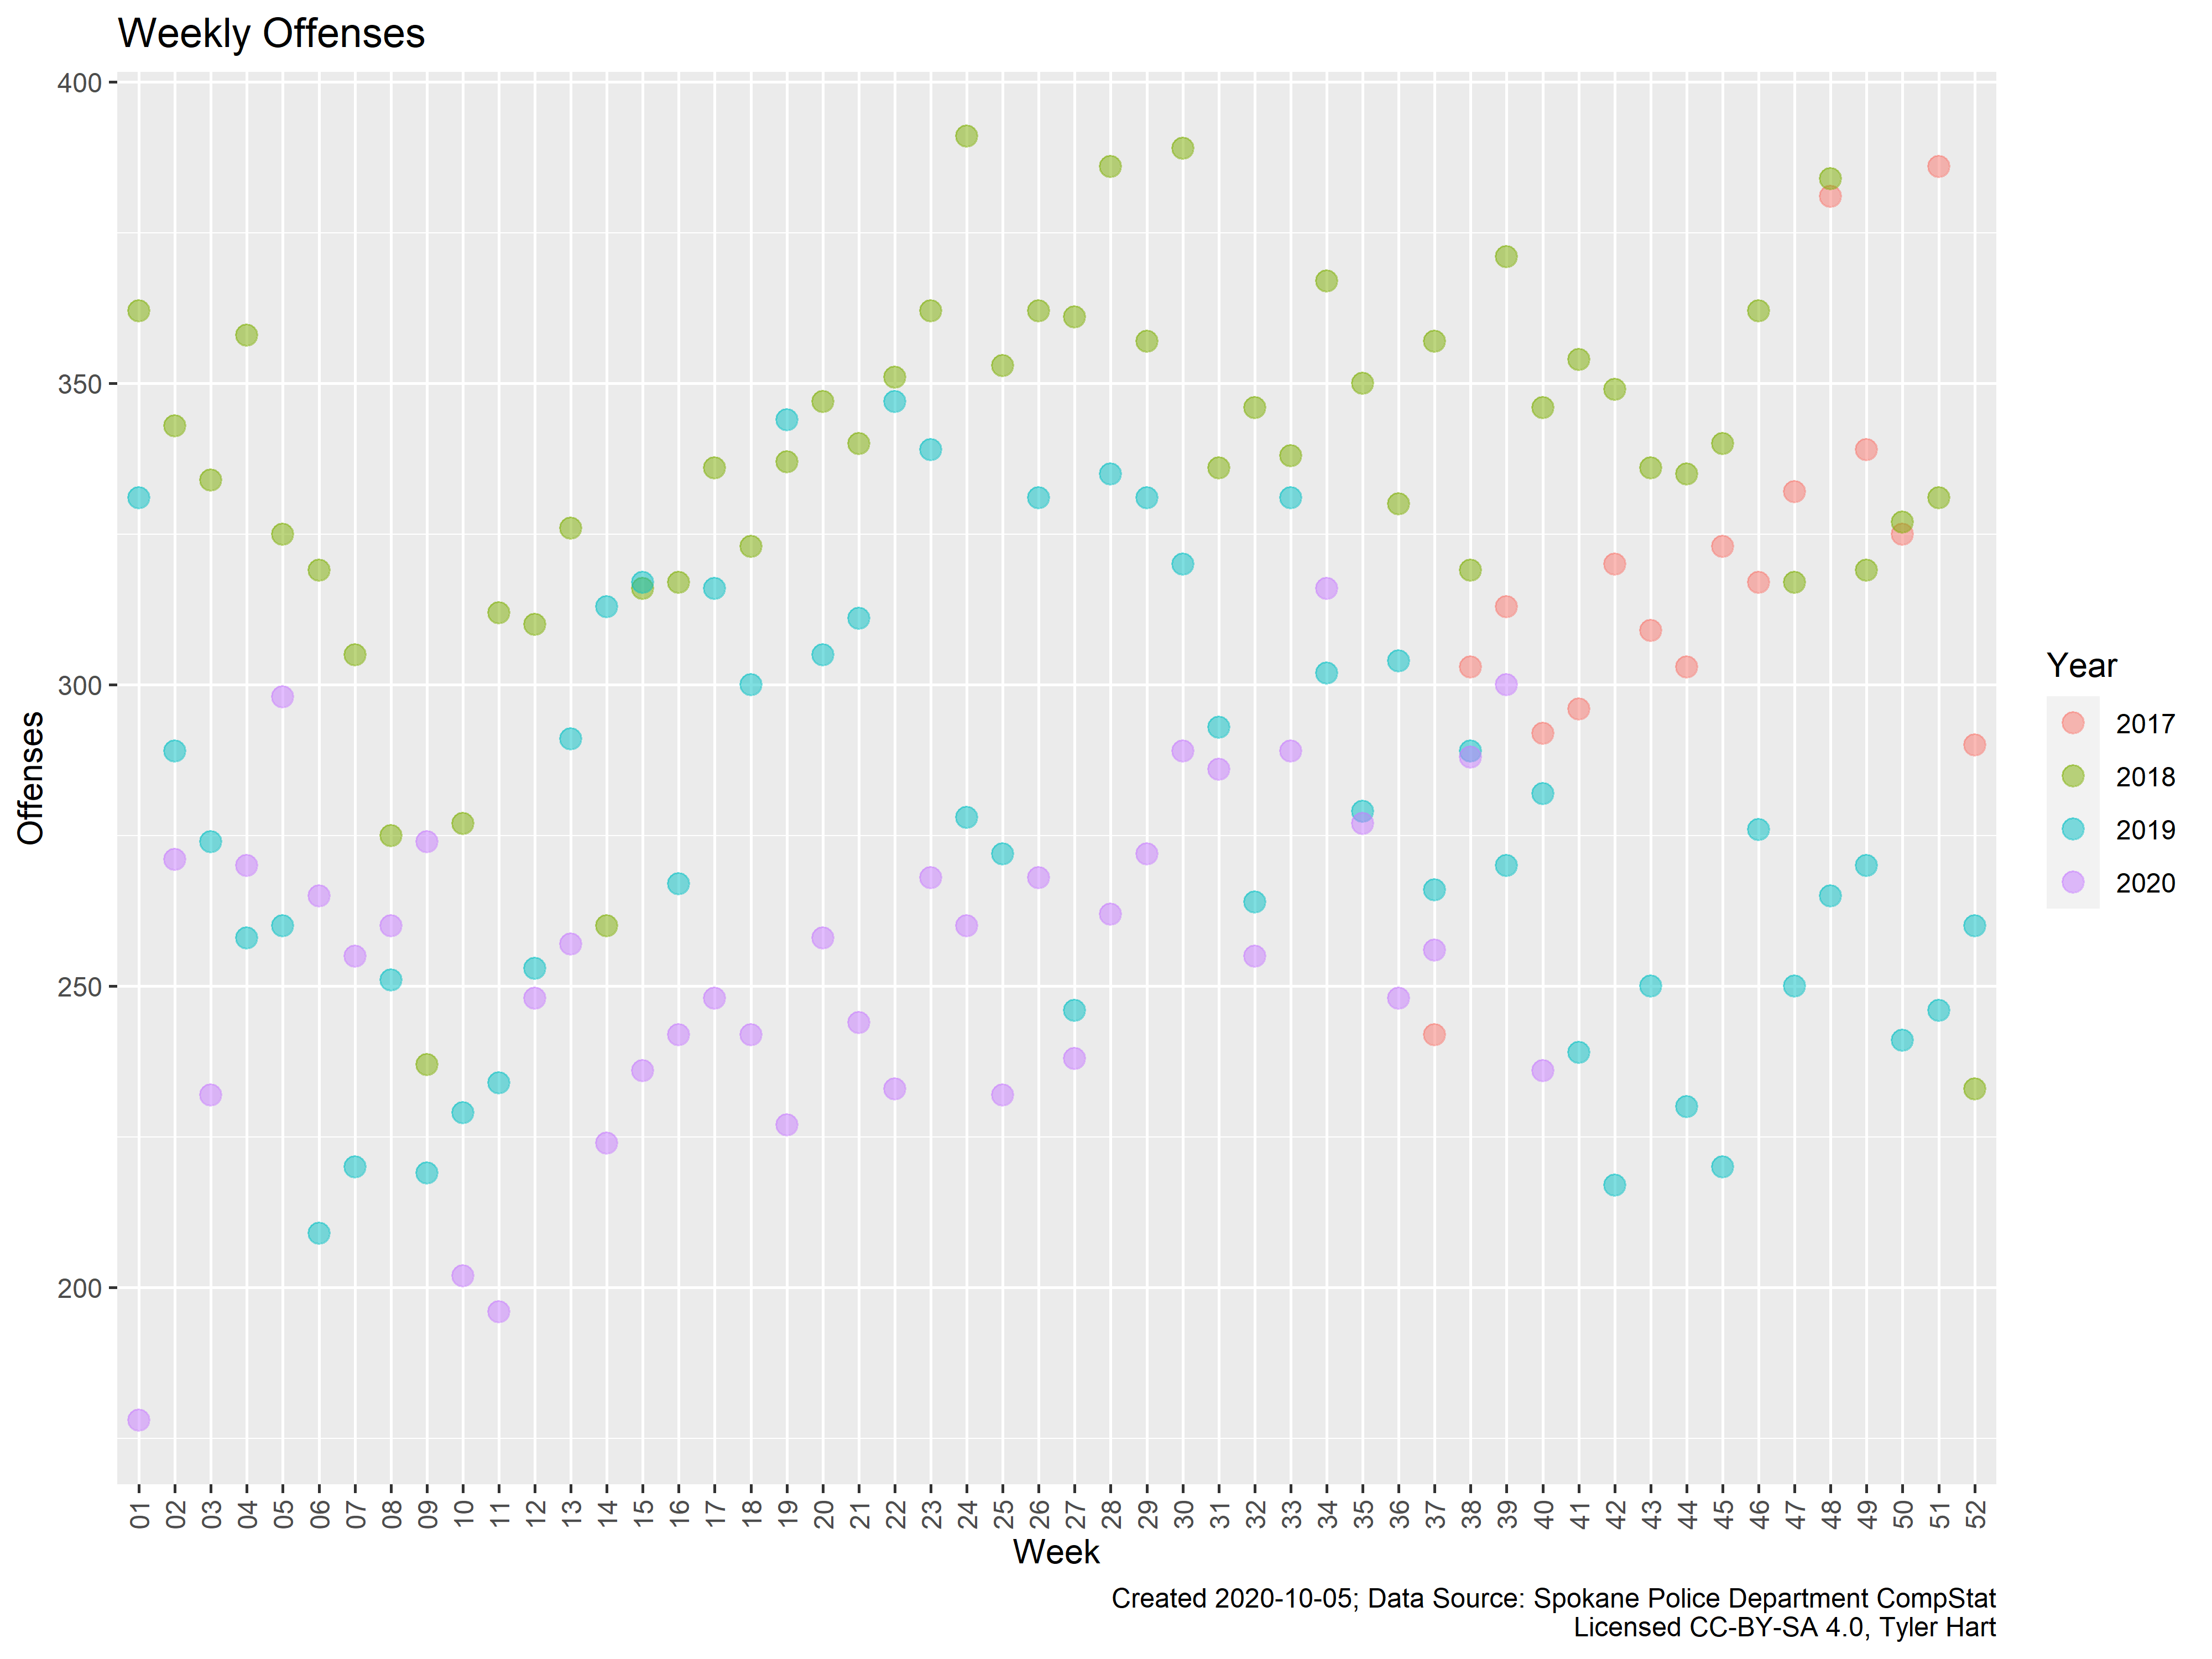 Weekly Offenses
400
350
300
250
200
Offenses
01 02 03 04 05 06 07 08 09 10 11 12 13 14 15 16 17 18 19 20 21 22 23 24 25 26 27 28 29 30 31 32 33 34 35 36 37 38 39 40 41 42 43 44 45 46 47 48 49 50 51 52
Week
Year
2017
2018
2019
2020
Created 2020-10-05; Data Source: Spokane Police Department CompStat
Licensed CC-BY-SA 4.0, Tyler Hart